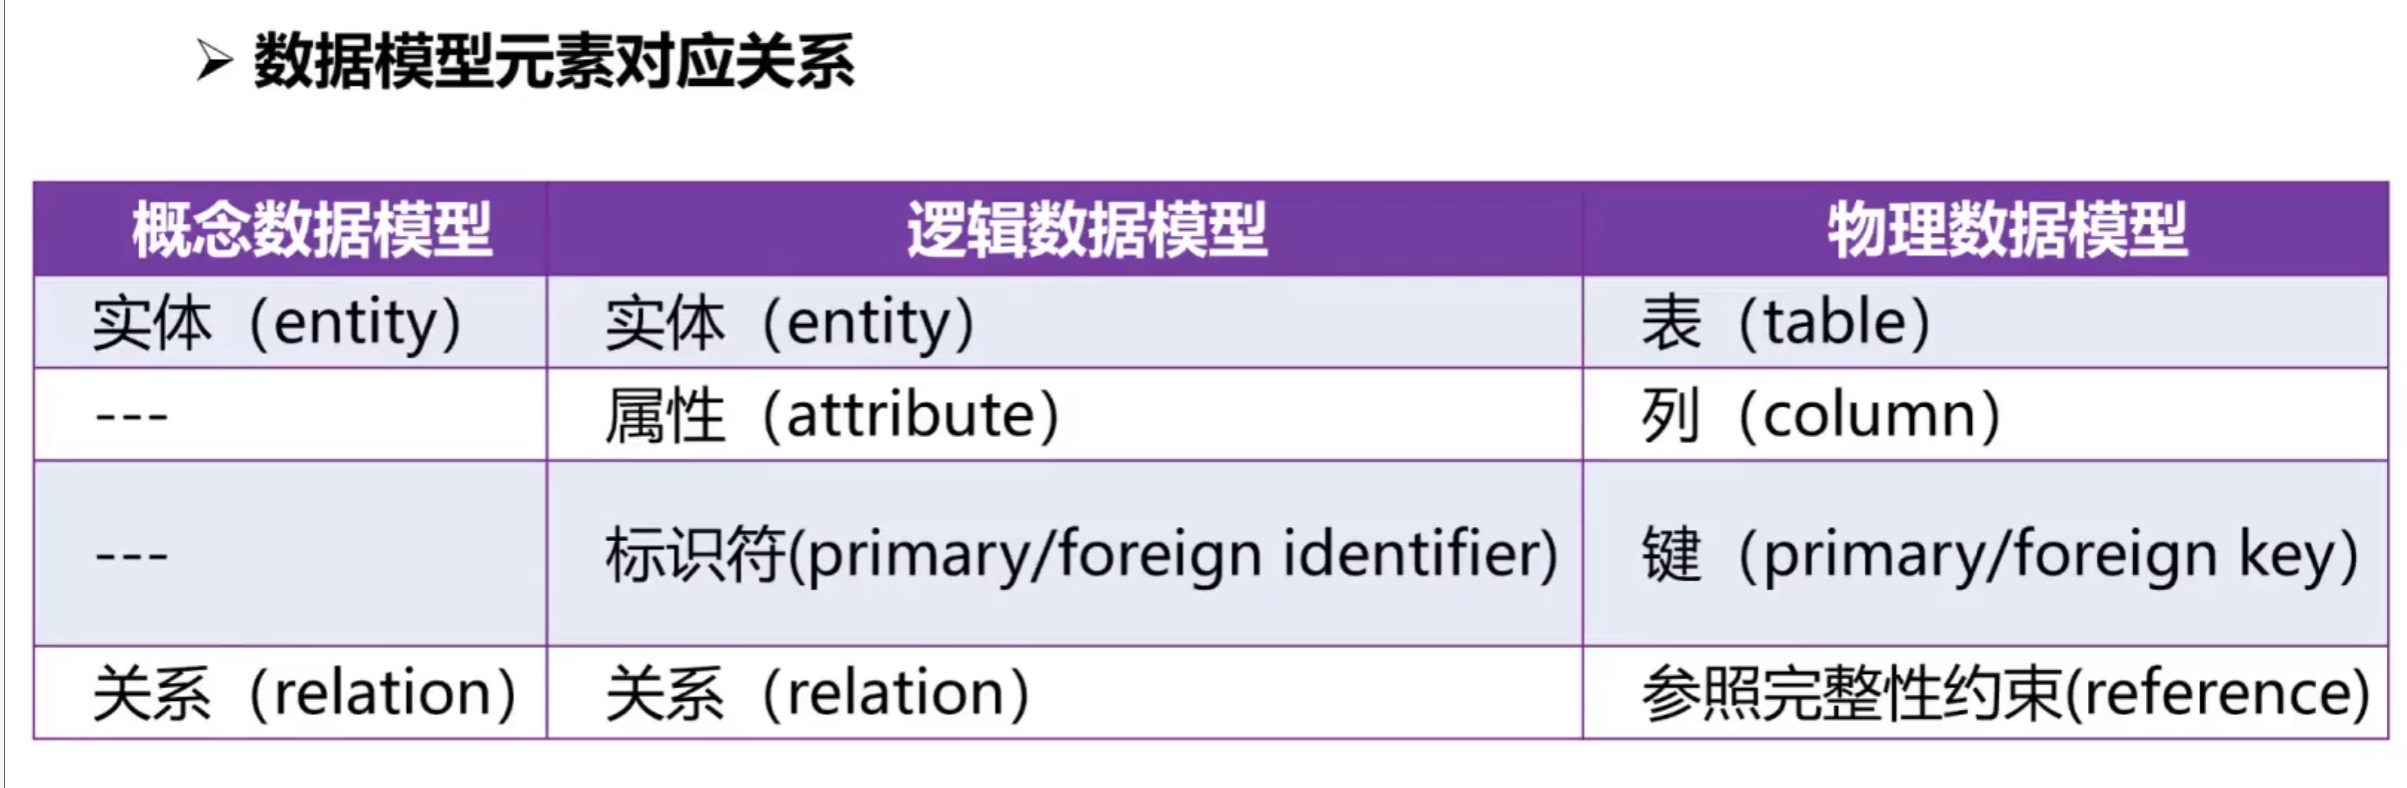 ➢ 数据模型元素对应关系
概念数据模型 逻辑数据模型 物理数据模型
实体（entity） 实体（entity） 表（table）
--- 属性（attribute） 列（column）
--- 标识符(primary/foreign identifier) 键（primary/foreign key）
关系（relation） 关系（relation） 参照完整性约束(reference)